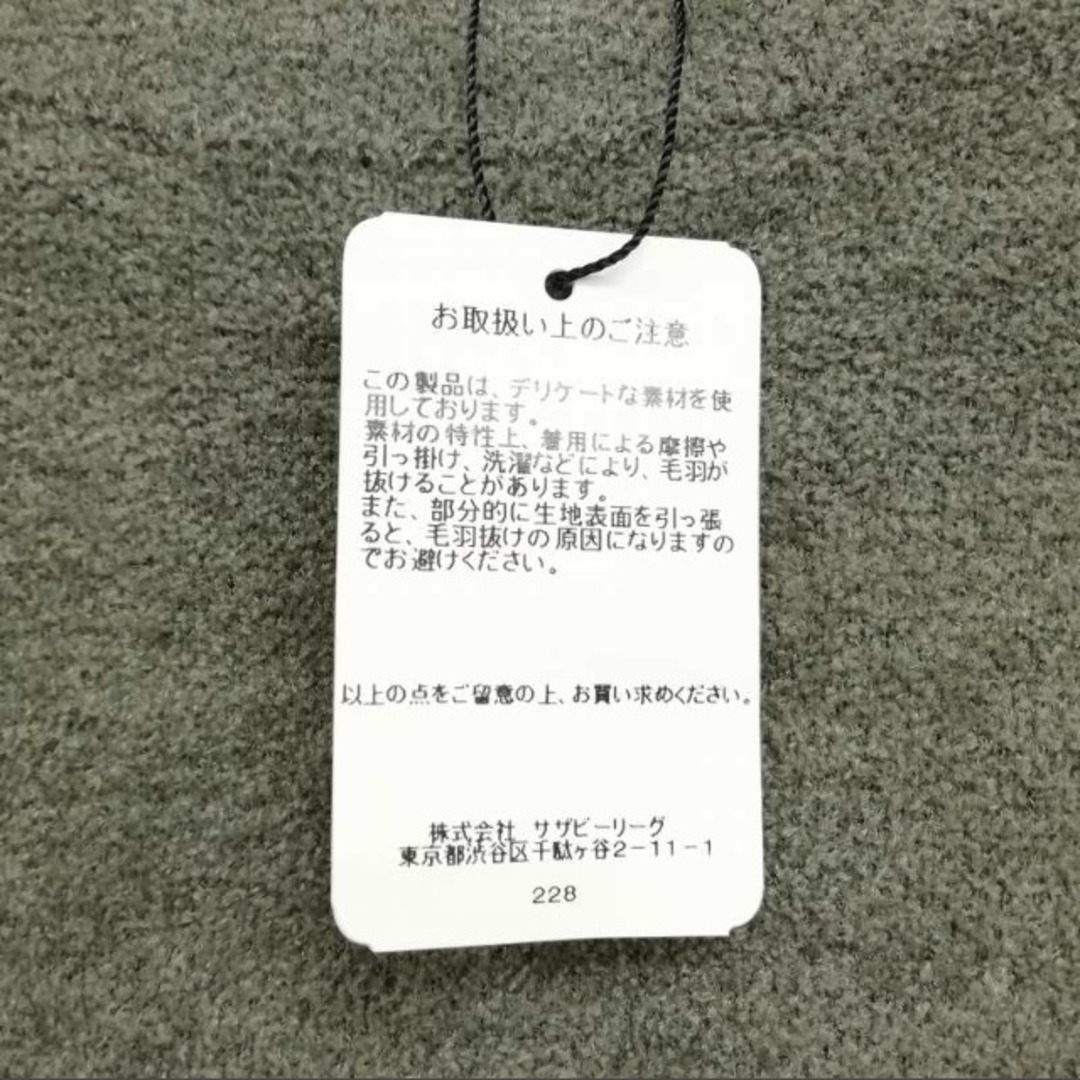 お取扱い上のご注意
この製品は、デリケートな素材を使
用しております。
素材の特性上、着用による摩擦や
引っ掛け、洗濯などにより、毛羽が
抜けることがあります。
また、部分的に生地表面を引っ張
ると、毛羽抜けの原因になりますの
でお避けください。
以上の点をご留意の上、お買い求めください。
株式会社 サザビーリーグ
東京都渋谷区千駄ヶ谷2-11-1
228